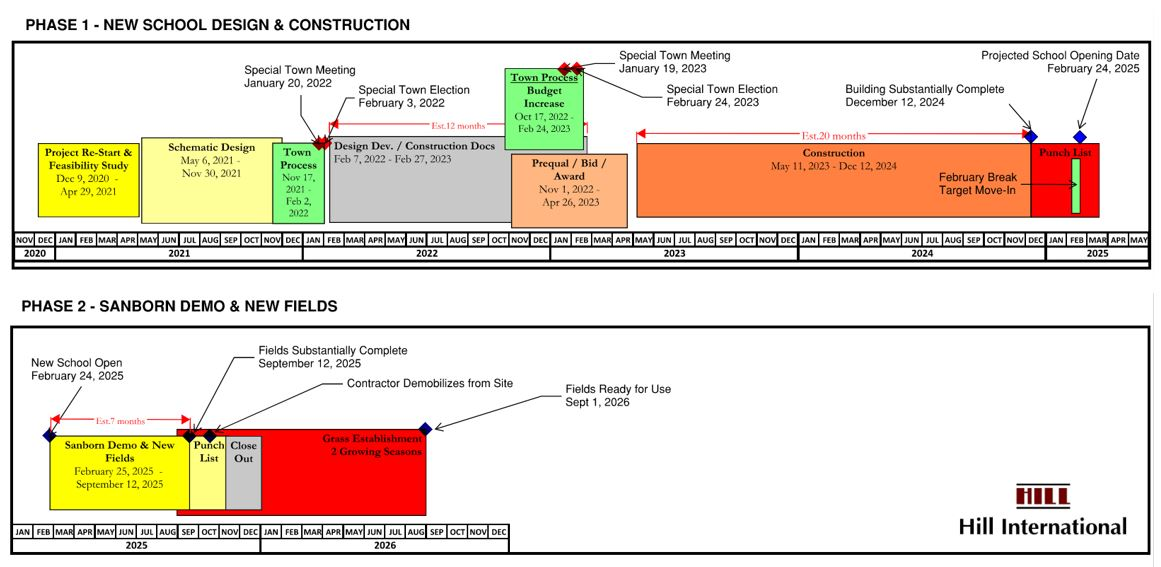 PHASE 1 - NEW SCHOOL DESIGN & CONSTRUCTION
Special Town Meeting
January 20, 2022
Special Town Election
February 3, 2022
Special Town Meeting
January 19, 2023
Special Town Election
February 24, 2023
Projected School Opening Date
February 24, 2025
Building Substantially Complete
December 12, 2024
Project Re-Start &
Feasibility Study
Dec 9, 2020 -
Apr 29, 2021
Schematic Design
May 6, 2021 -
Nov 30, 2021
Town
Process
Nov 17,
2021 -
Feb 2,
2022
Est.12 months
Design Dev. / Construction Docs
Feb 7, 2022 - Feb 27, 2023
Town Process
Budget
Increase
Oct 17, 2022 -
Feb 24, 2023
Prequal / Bid /
Award
Nov 1, 2022 -
Apr 26, 2023
Est.20 months
Construction
May 11, 2023 - Dec 12, 2024
Punch List
February Break
Target Move-In
NOV DEC JAN FEB MAR APR MAY JUN JUL AUG SEP OCT NOV DEC JAN FEB MAR APR MAY JUN JUL AUG SEP OCT NOV DEC JAN FEB MAR APR MAY JUN JUL AUG SEP OCT NOV DEC JAN FEB MAR APR MAY JUN JUL AUG SEP OCT NOV DEC JAN FEB MAR APR MAY
2020 2021 2022 2023 2024 2025
PHASE 2 - SANBORN DEMO & NEW FIELDS
New School Open
February 24, 2025
Fields Substantially Complete
September 12, 2025
Contractor Demobilizes from Site
Fields Ready for Use
Sept 1, 2026
Est.7 months
Sanborn Demo & New
Fields
February 25, 2025 -
September 12, 2025
Punch
List
Close
Out
Grass Establishment
2 Growing Seasons
JAN FEB MAR APR MAY JUN JUL AUG SEP OCT NOV DEC JAN FEB MAR APR MAY JUN JUL AUG SEP OCT NOV DEC
2025 2026
HILL
Hill International